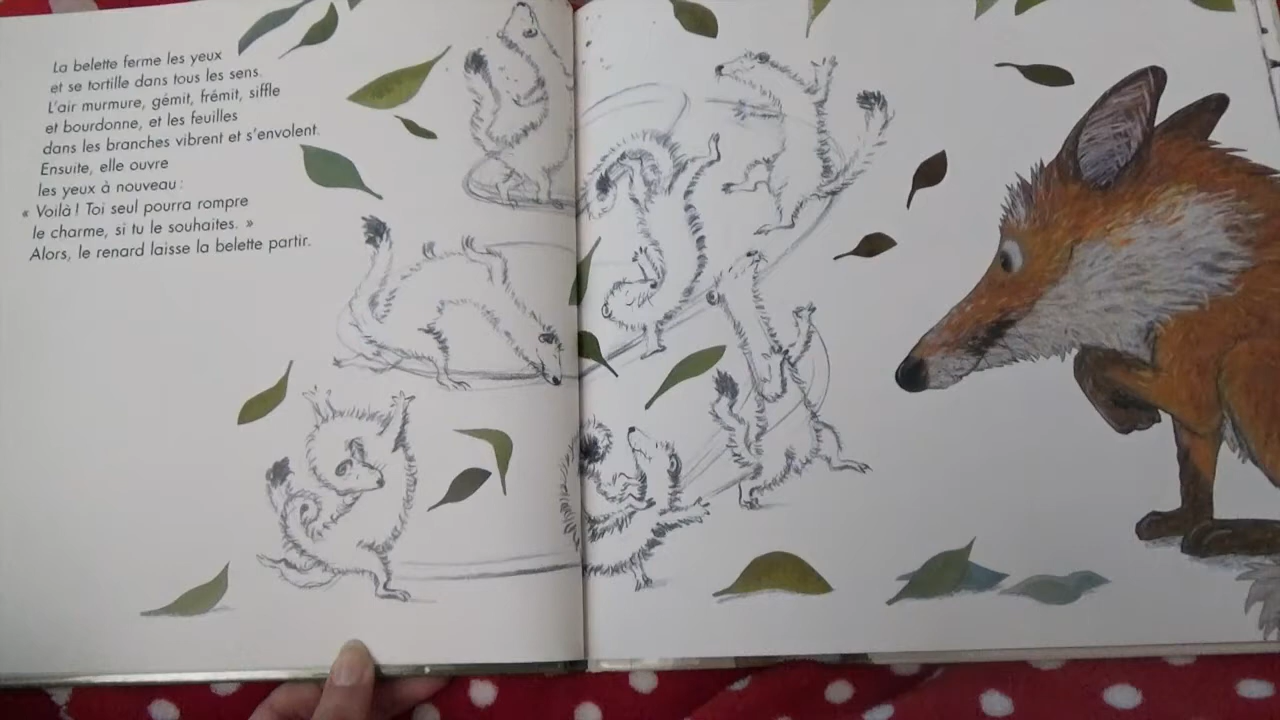 La belette ferme les yeux
et se tortille dans tous les sens.
L'air murmure, gémit, frémit, siffle
et bourdonne, et les feuilles
dans les branches vibrent et s'envolent.
Ensuite, elle ouvre
les yeux à nouveau :
« Voilà ! Toi seul pourra rompre
le charme, si tu le souhaites. »
Alors, le renard laisse la belette partir.